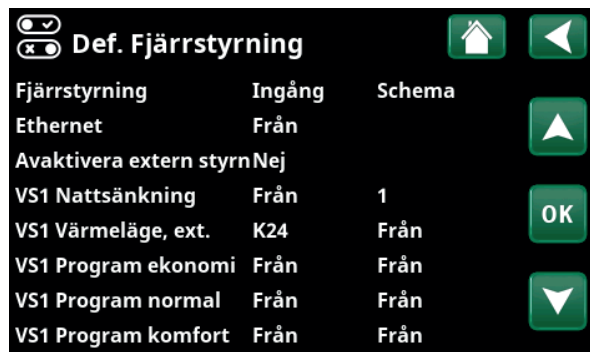 Def. Fjärrstyrning
Fjärrstyrning Ingång Schema
Ethernet Från
Avaktivera extern styrn Nej
VS1 Nattsänkning Från 1
VS1 Värmeläge, ext. K24 Från
VS1 Program ekonomi Från Från
VS1 Program normal Från Från
VS1 Program komfort Från Från
OK